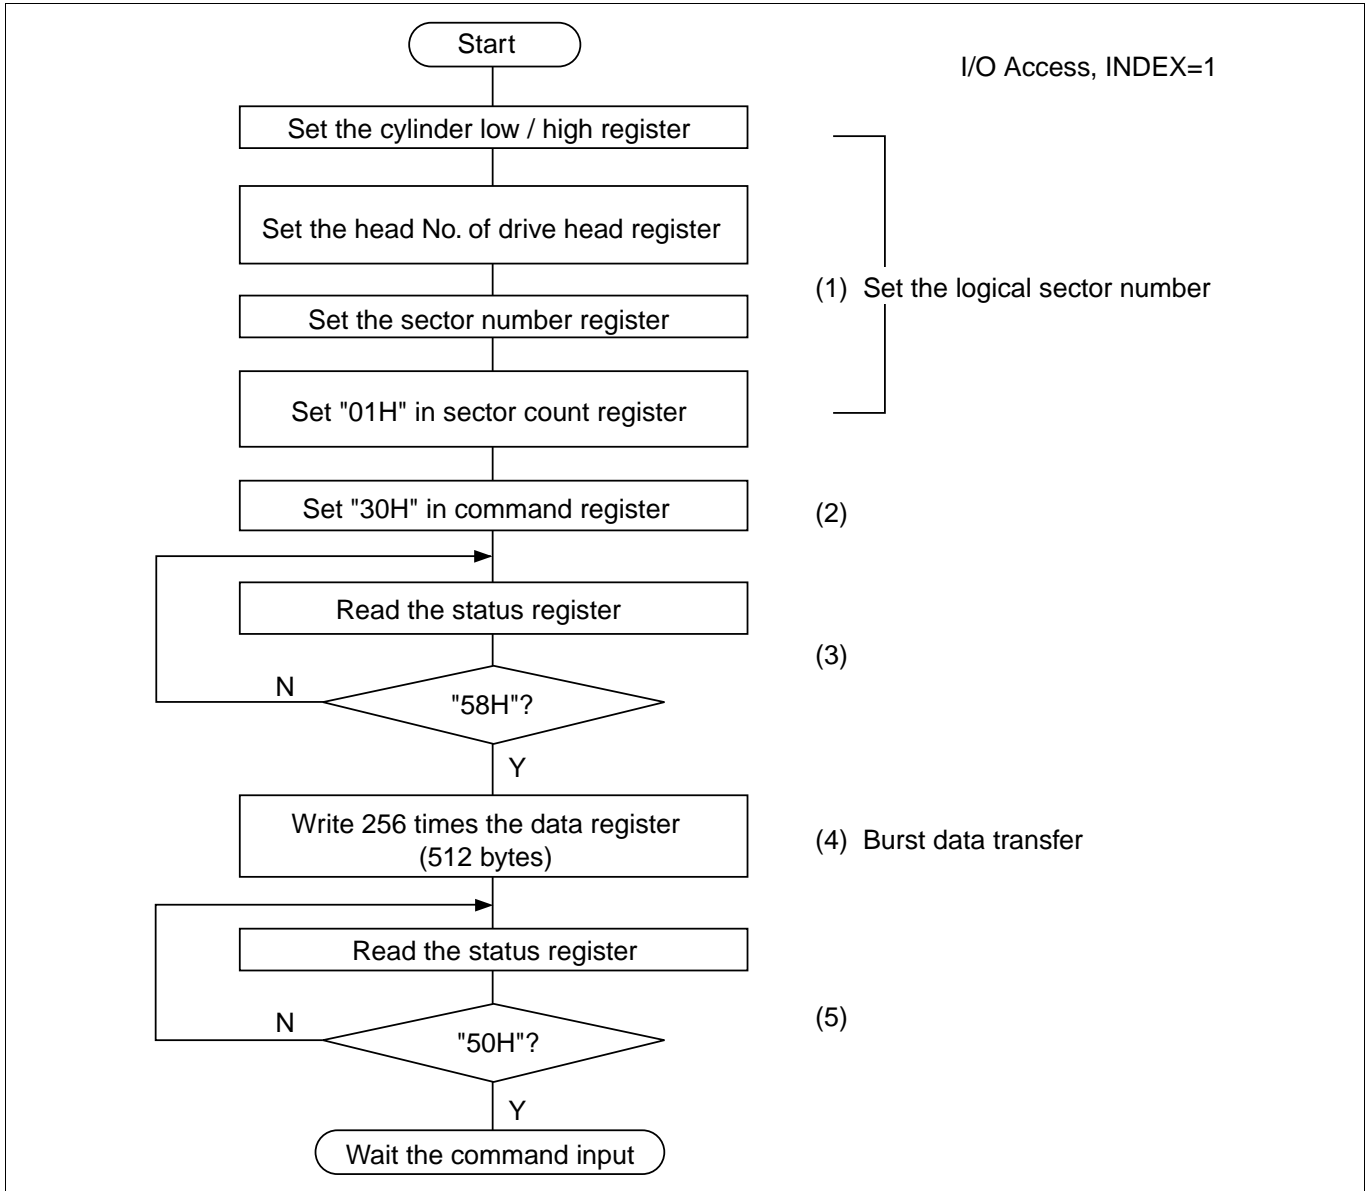 Start
I/O Access, INDEX=1
Set the cylinder low / high register
Set the head No. of drive head register
(1) Set the logical sector number
Set the sector number register
Set "01H" in sector count register
Set "30H" in command register
(2)
Read the status register
(3)
N
"58H"?
Y
Write 256 times the data register
(512 bytes)
(4) Burst data transfer
Read the status register
(5)
N
"50H"?
Y
Wait the command input